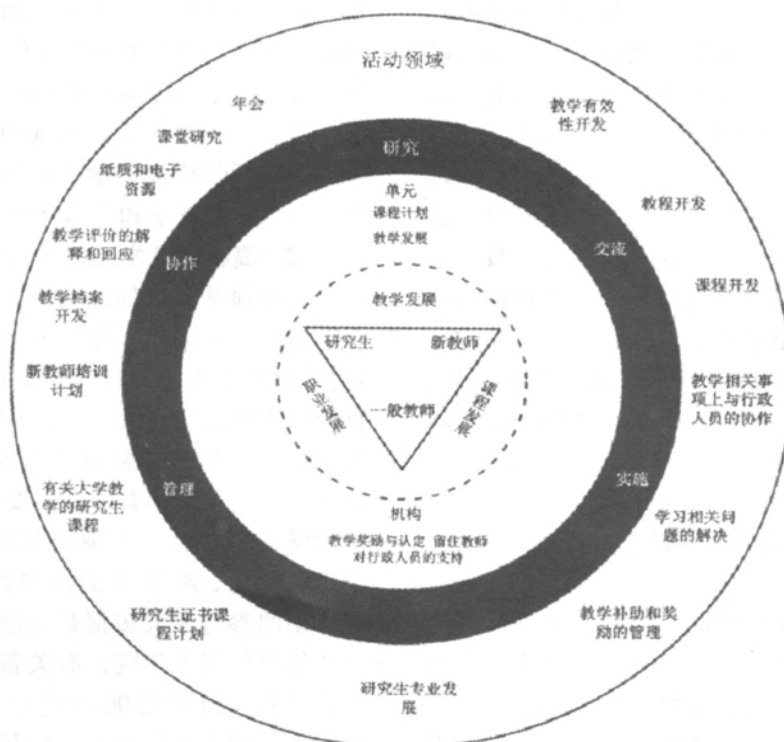 活动领域
年会
课堂研究
纸质和电子
资源
教学评价的解
释和回应
教学档案
开发
新教师培训
计划
有关大学教
学的研究生
课程
研究生证书课
程计划
研究生专业发
展
教学补助和奖
励的管理
学习相关问
题的解决
教学相关事
项上与行政
人员的协作
课程开发
教程开发
教学有效
性开发
研究
交流
实施
管理
协作
单元
课程计划
教学发展
教学发展
研究生
新教师
一般教师
职业发展
课程发展
机构
教学奖励与认定 留住教师
对行政人员的支持